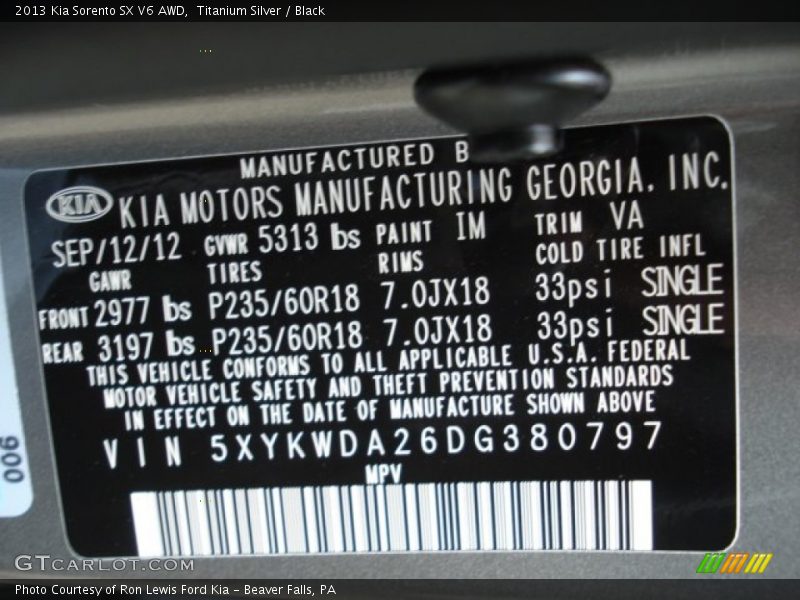 2013 Kia Sorento SX V6 AWD,  Titanium Silver / Black
MANUFACTURED B
KIA KIA MOTORS MANUFACTURING GEORGIA, INC.
SEP/12/12 GVWR 5313 lbs PAINT IM TRIM VA
GAWR TIRES RIMS COLD TIRE INFL
FRONT 2977 lbs P235/60R18 7.0JX18 33psi SINGLE
REAR 3197 lbs P235/60R18 7.0JX18 33psi SINGLE
THIS VEHICLE CONFORMS TO ALL APPLICABLE U.S.A. FEDERAL
MOTOR VEHICLE SAFETY AND THEFT PREVENTION STANDARDS
IN EFFECT ON THE DATE OF MANUFACTURE SHOWN ABOVE
VIN 5XYKWDA26DG380797
MPV
006
GTCARLOT.COM
Photo Courtesy of Ron Lewis Ford Kia - Beaver Falls, PA